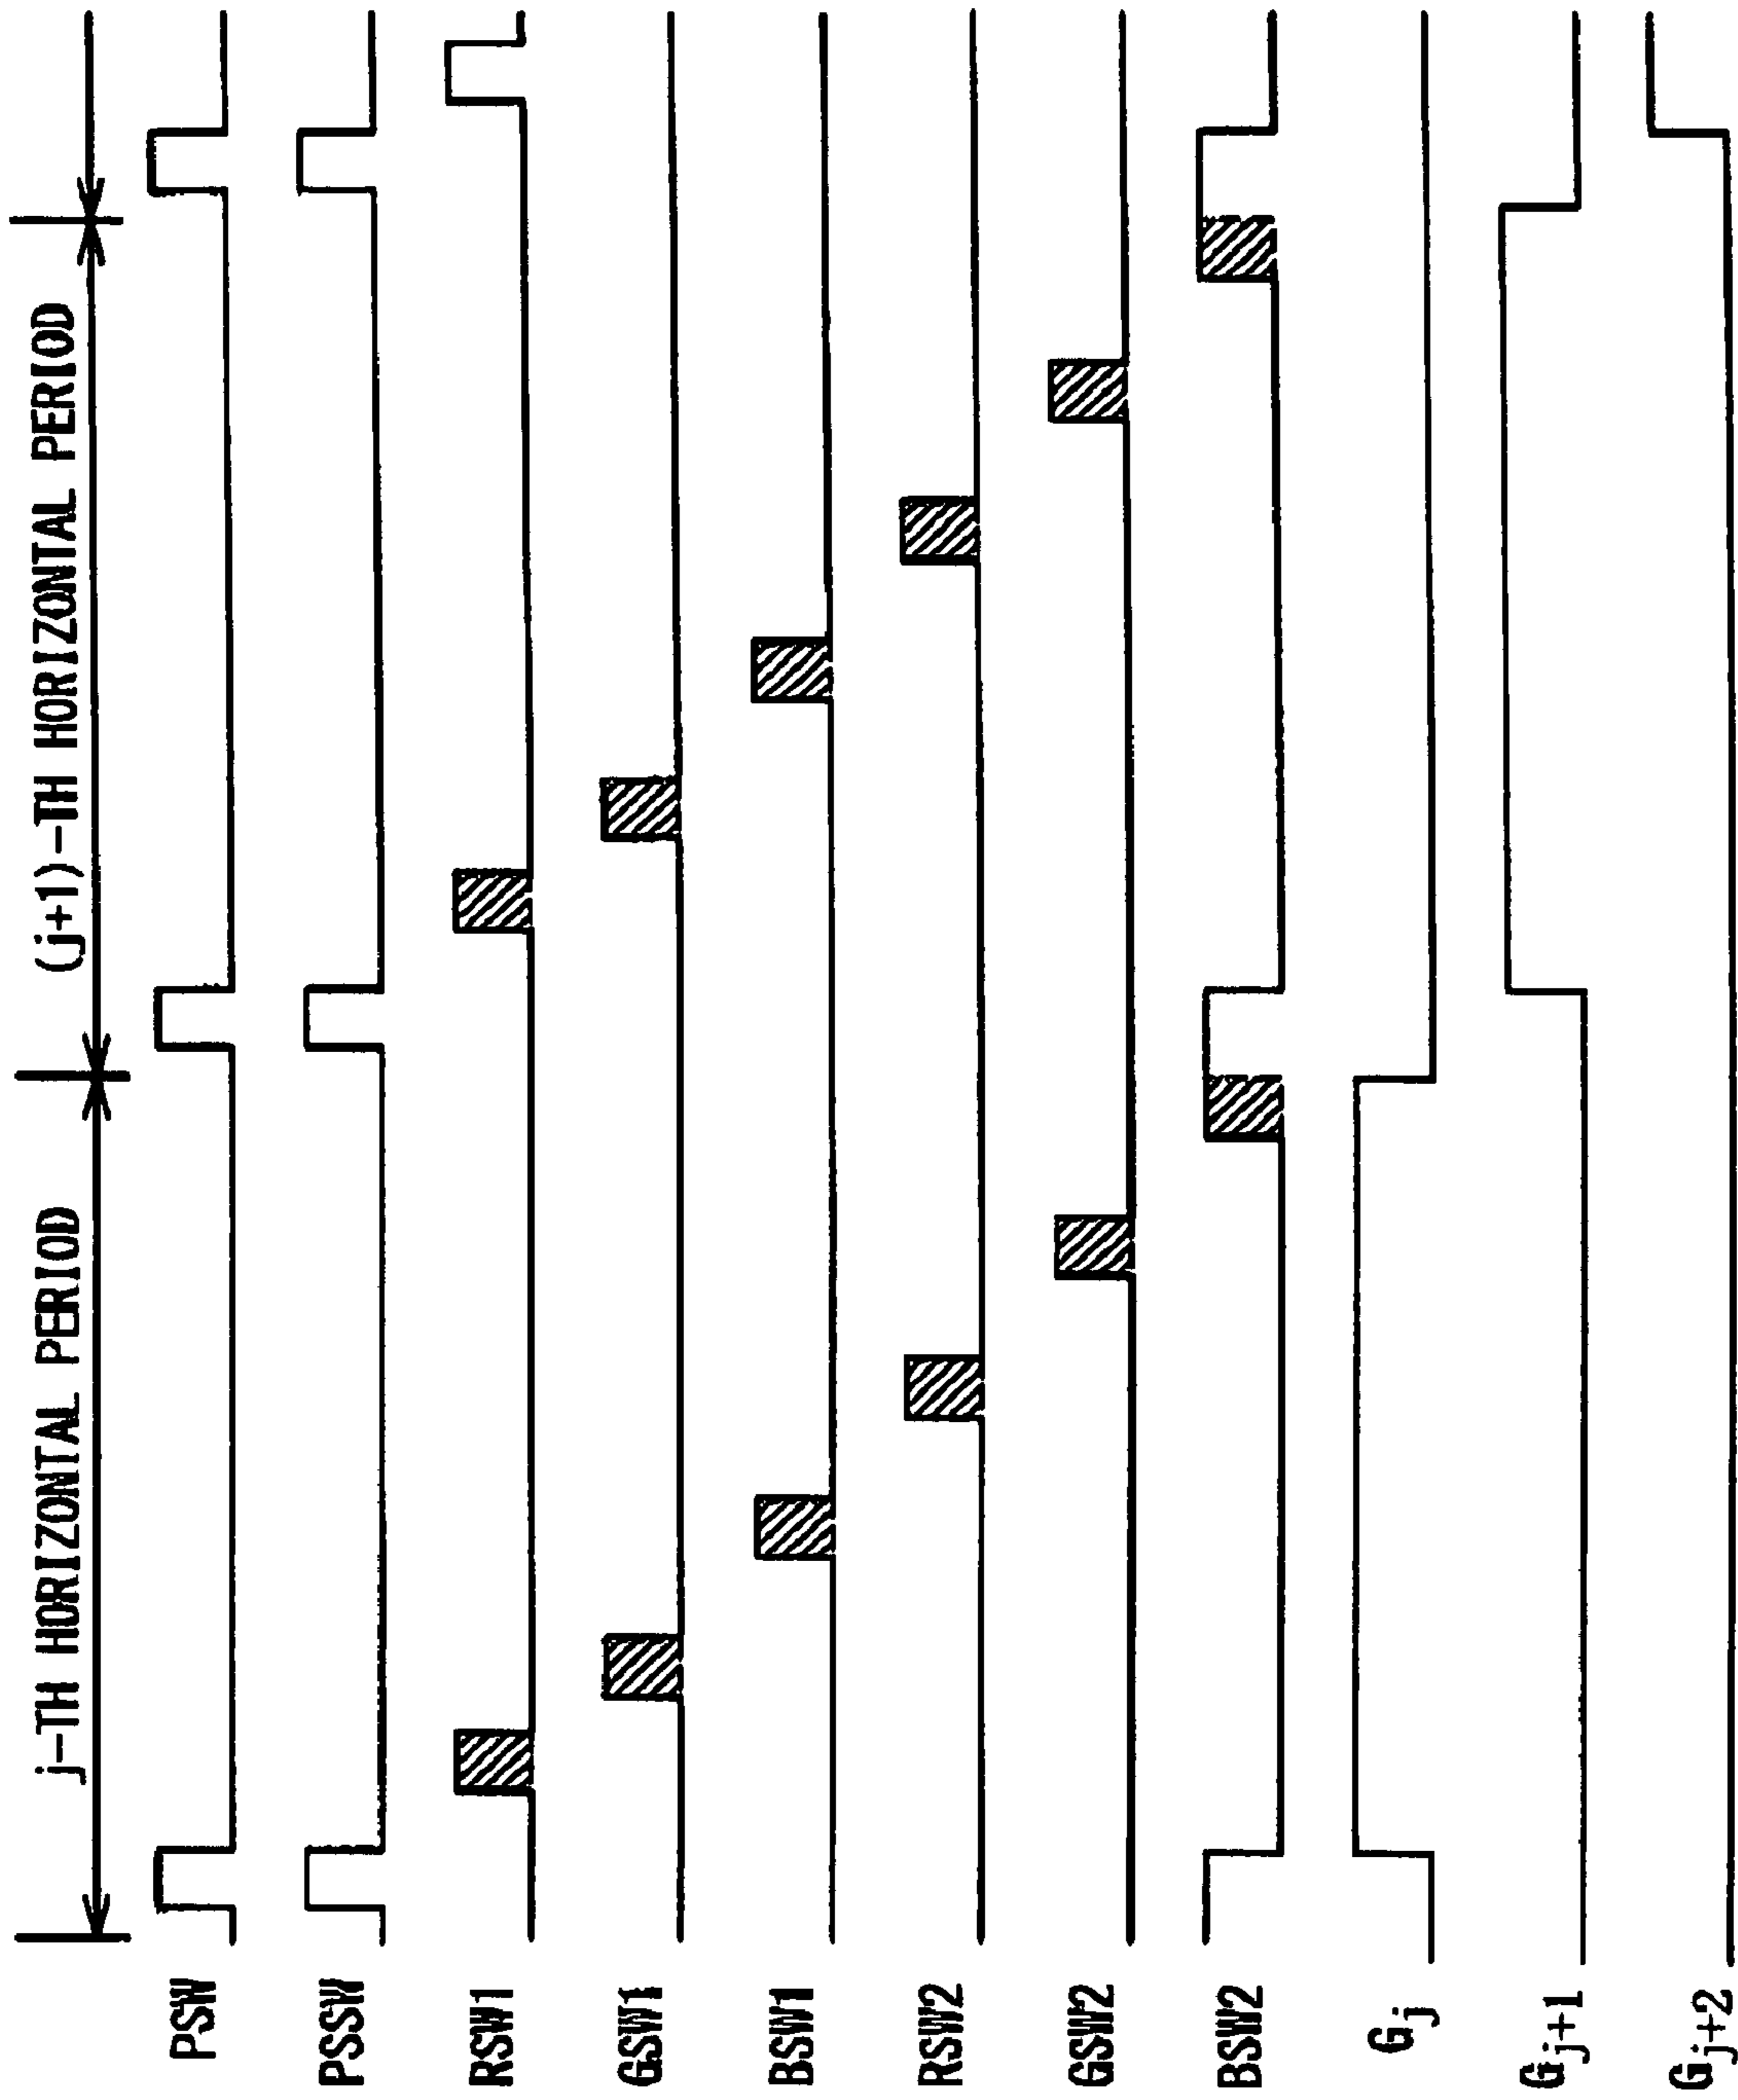 j-TH HORIZONTAL PERIOD
(j+1)-TH HORIZONTAL PERIOD
PSW
PSSW
RSW1
GSW1
BSW1
RSW2
GSW2
BSW2
Gj
Gj+1
Gj+2